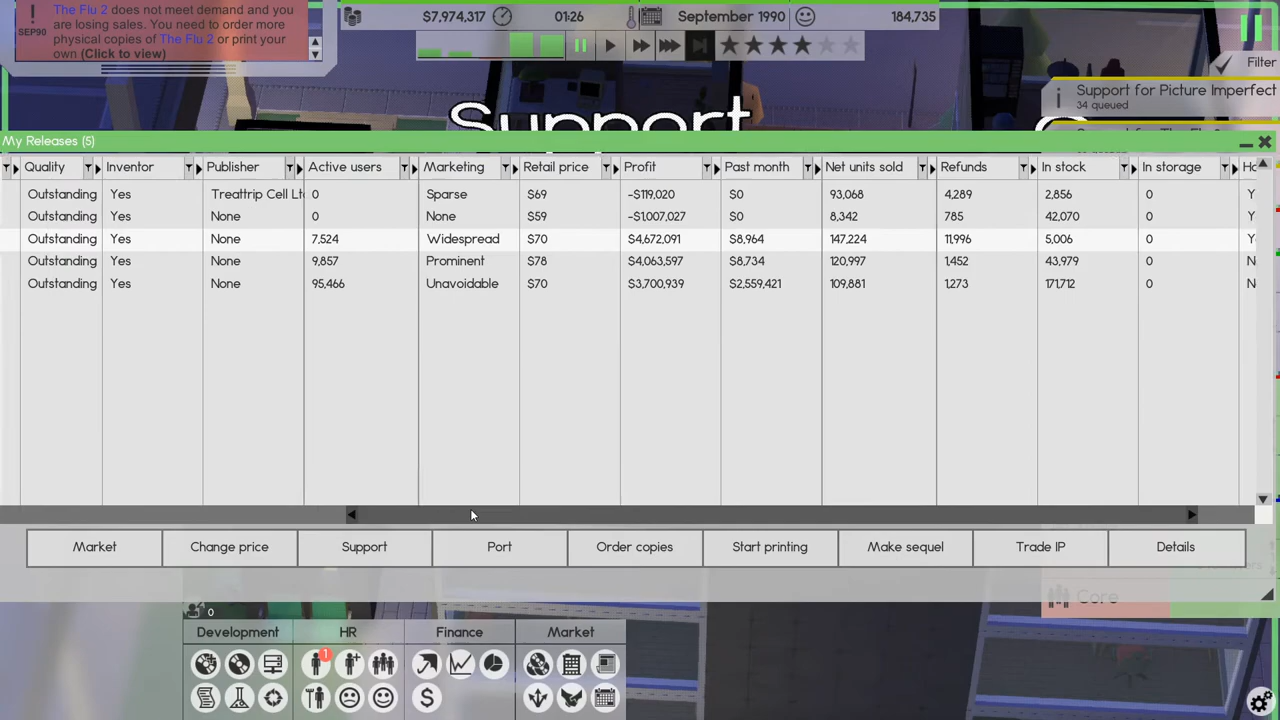 The Flu 2 does not meet demand and you
are losing sales. You need to order more
physical copies of The Flu 2 or print your
own (Click to view)
!
SEP90
$7,974,317
01:26
September 1990
184,735
Filter
Support for Picture Imperfect
34 queued
Support
My Releases (5)
Quality Inventor Publisher Active users Marketing Retail price Profit Past month Net units sold Refunds In stock In storage
Outstanding Yes Treattrip Cell Ltd 0 Sparse $69 -$119,020 $0 93,068 4,289 2,856 0 Y
Outstanding Yes None 0 None $59 -$1,007,027 $0 8,342 785 42,070 0 Y
Outstanding Yes None 7,524 Widespread $70 $4,672,091 $8,964 147,224 11,996 5,006 0 Y
Outstanding Yes None 9,857 Prominent $78 $4,063,597 $8,734 120,997 1,452 43,979 0 N
Outstanding Yes None 95,466 Unavoidable $70 $3,700,939 $2,559,421 109,881 1,273 171,712 0 N
Market Change price Support Port Order copies Start printing Make sequel Trade IP Details
Core
0
Development HR Finance Market
1
$